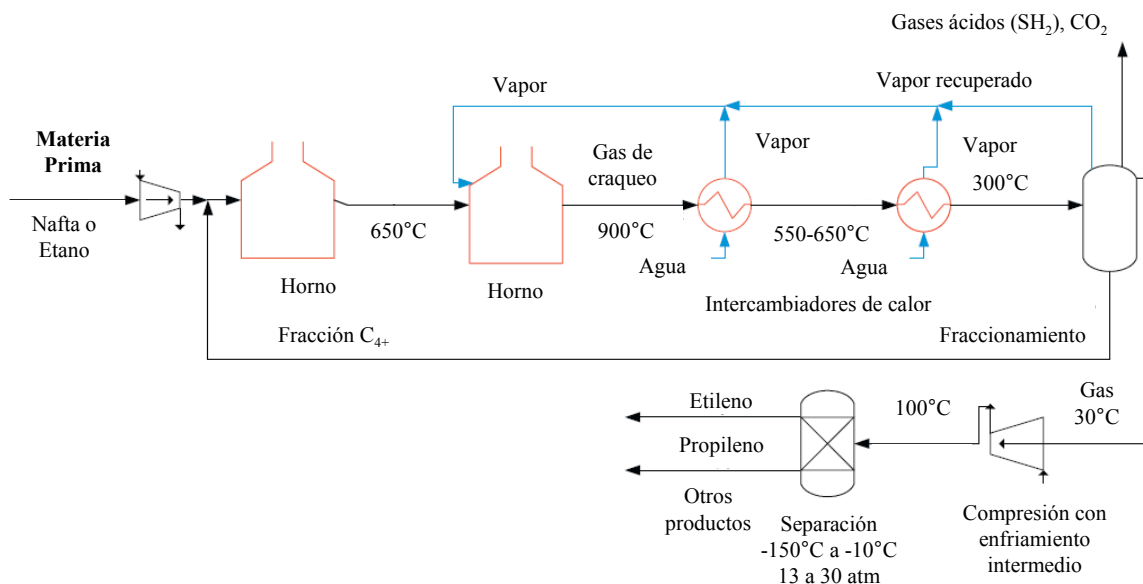 Gases ácidos (SH2), CO2
Vapor
Vapor recuperado
Materia
Prima
Gas de
craqueo
Vapor
Vapor
300°C
Nafta o
Etano
650°C
900°C
550-650°C
Agua
Agua
Horno
Horno
Intercambiadores de calor
Fracción C4+
Fraccionamiento
Etileno
100°C
Gas
30°C
Propileno
Otros
productos
Separación
-150°C a -10°C
13 a 30 atm
Compresión con
enfriamiento
intermedio